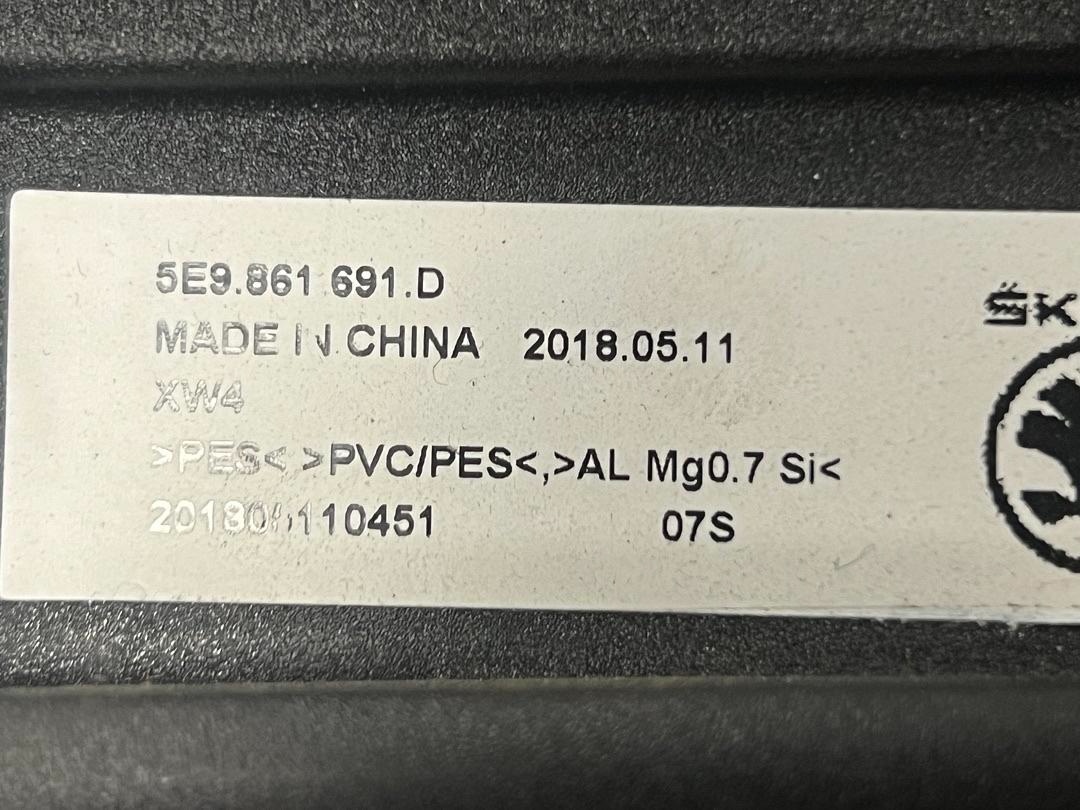 5E9.861 691.D
MADE IN CHINA 2018.05.11
XW4
>PES< >PVC/PES<,>AL Mg0.7 Si<
07S